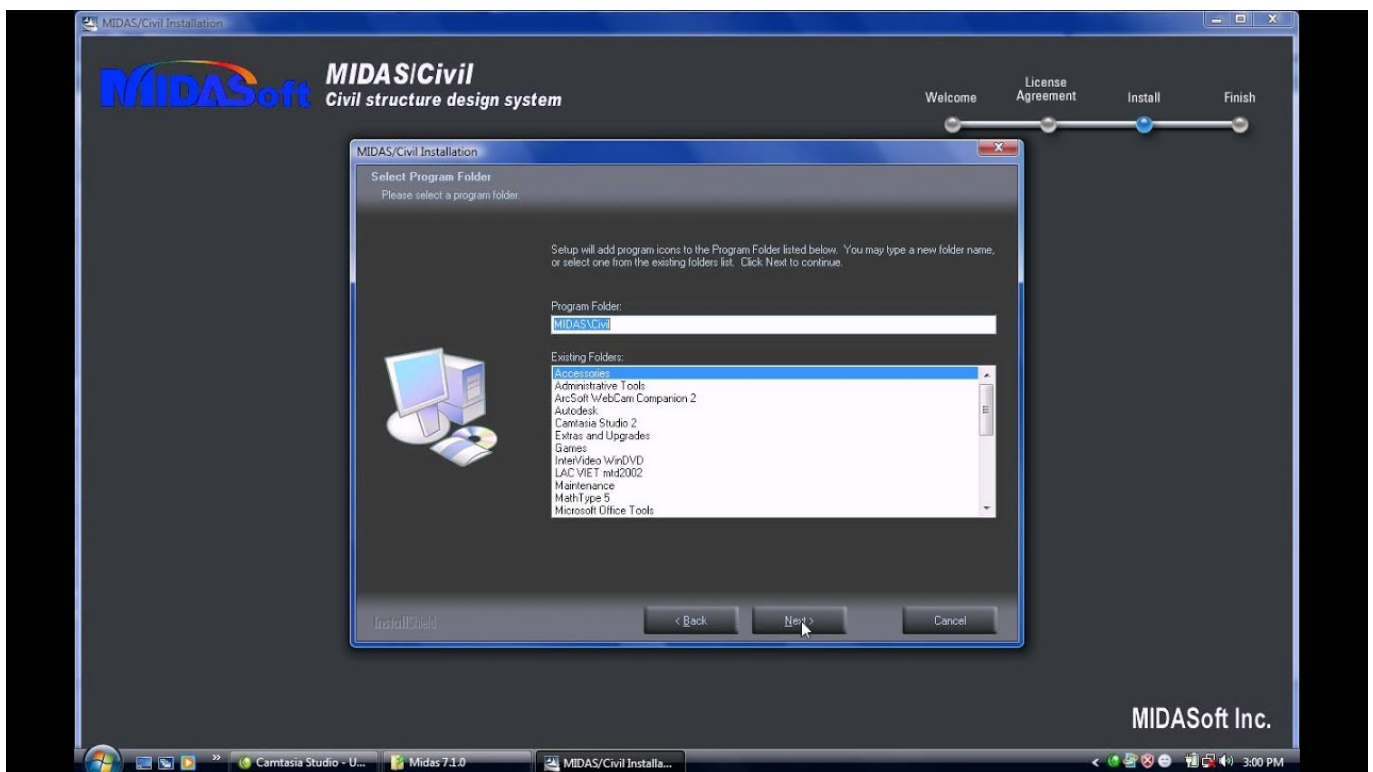 MIDAS/Civil Installation
MIDASoft
MIDAS/Civil
Civil structure design system
Welcome
License
Agreement
Install
Finish
MIDAS/Civil Installation
Select Program Folder
Please select a program folder.
Setup will add program icons to the Program Folder listed below. You may type a new folder name,
or select one from the existing folders list. Click Next to continue.
Program Folder:
MIDAS\Civil
Existing Folders:
Accessories
Administrative Tools
ArcSoft WebCam Companion 2
Autodesk
Camtasia Studio 2
Extras and Upgrades
Games
InterVideo WinDVD
LAC VIET mtd2002
Maintenance
MathType 5
Microsoft Office Tools
InstallShield
< Back
Next >
Cancel
MIDASoft Inc.
Camtasia Studio - U...
Midas 7.1.0
MIDAS/Civil Installa...
3:00 PM